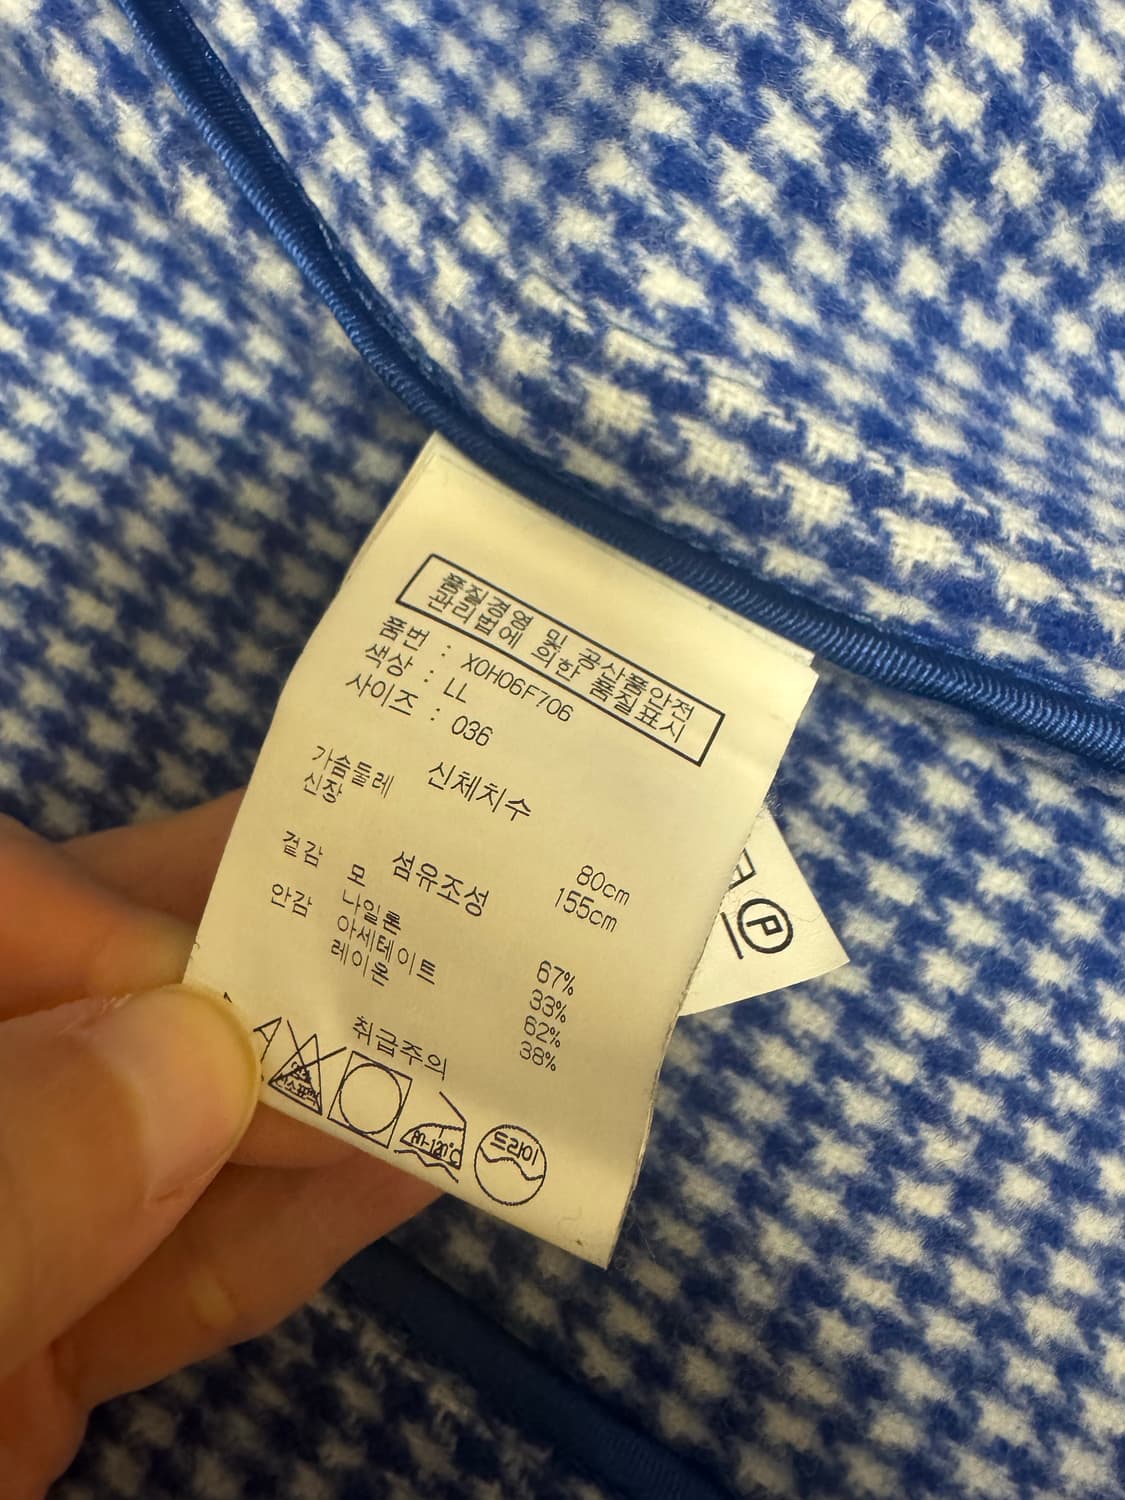 품질경영 및 공산품안전
관리법에 의한 품질표시
품번 : XOH06F706
색상 : LL
사이즈 : 036
신체치수
가슴둘레 80cm
신장 155cm
섬유조성
겉감 모 67%
나일론 33%
안감 아세테이트 62%
레이온 38%
취급주의
80~120℃
드라이
P